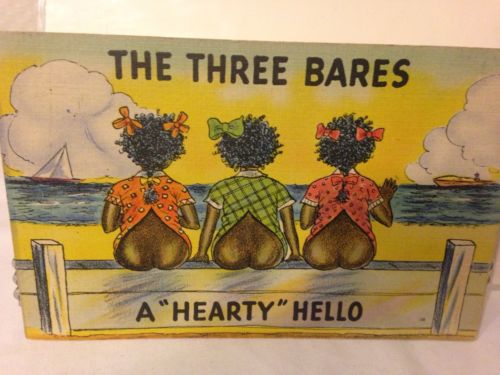 THE THREE BARES
A "HEARTY" HELLO